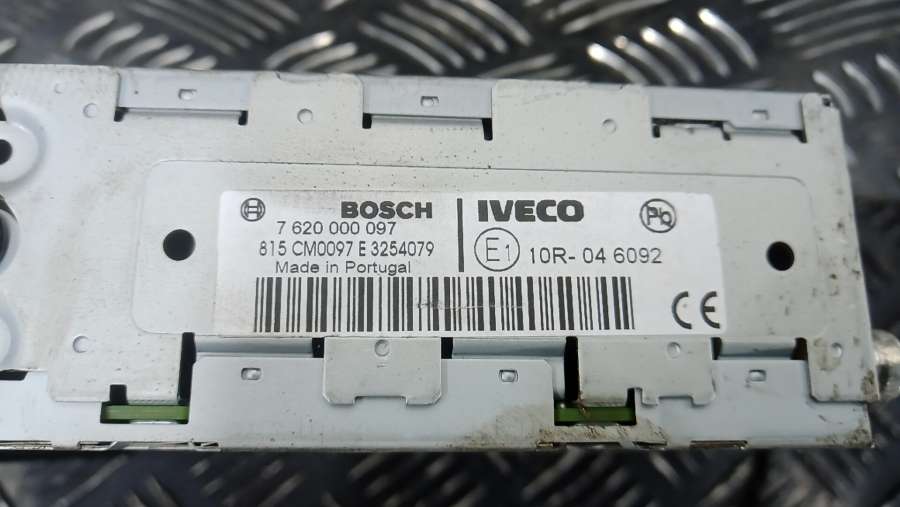 BOSCH IVECO Pb
7 620 000 097
815 CM0097 E 3254079 E1 10R- 04 6092
Made in Portugal
CE